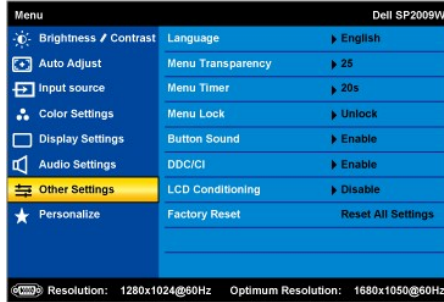 Menu Dell SP2009W
Brightness / Contrast Language English
Auto Adjust Menu Transparency 25
Input source Menu Timer 20s
Color Settings Menu Lock Unlock
Display Settings Button Sound Enable
Audio Settings DDC/CI Enable
Other Settings LCD Conditioning Disable
Personalize Factory Reset Reset All Settings
Resolution: 1280x1024@60Hz Optimum Resolution: 1680x1050@60Hz